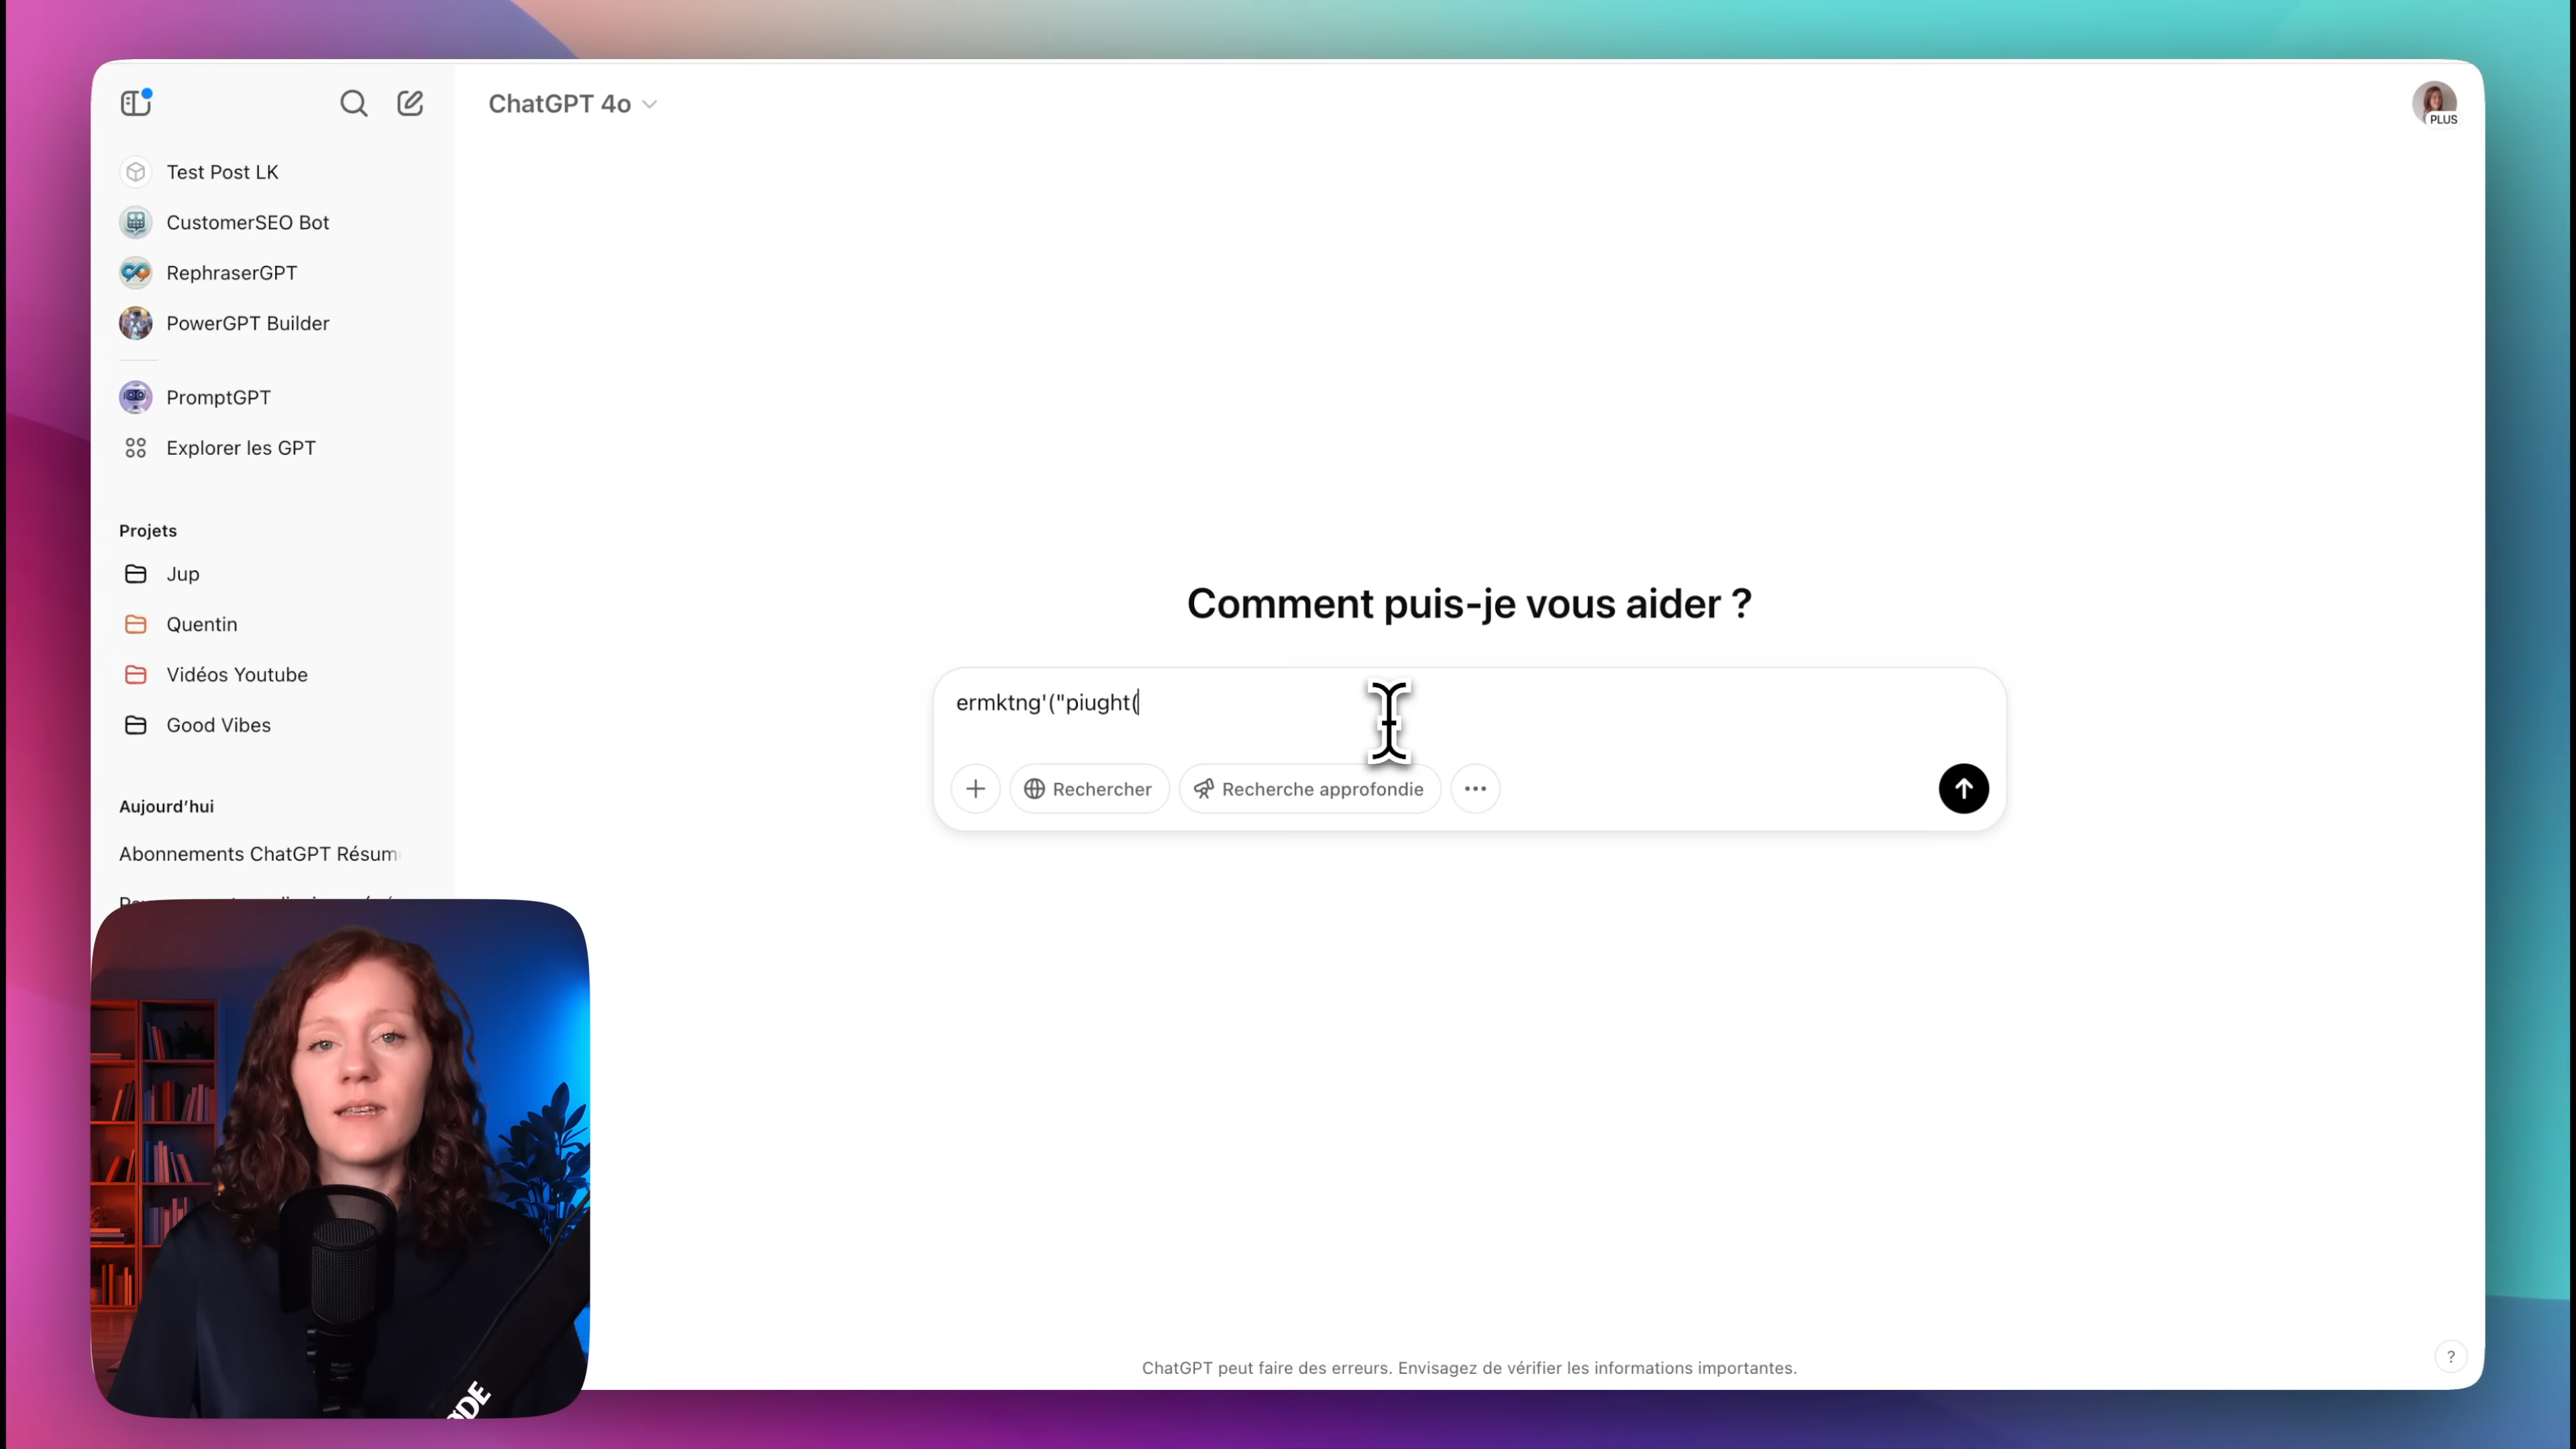 ChatGPT 4o
PLUS
Test Post LK
CustomerSEO Bot
RephraserGPT
PowerGPT Builder
PromptGPT
Explorer les GPT
Projets
Jup
Quentin
Vidéos Youtube
Good Vibes
Aujourd’hui
Abonnements ChatGPT Résum
Comment puis-je vous aider ?
ermktng'("piught(
Rechercher
Recherche approfondie
ChatGPT peut faire des erreurs. Envisagez de vérifier les informations importantes.
?